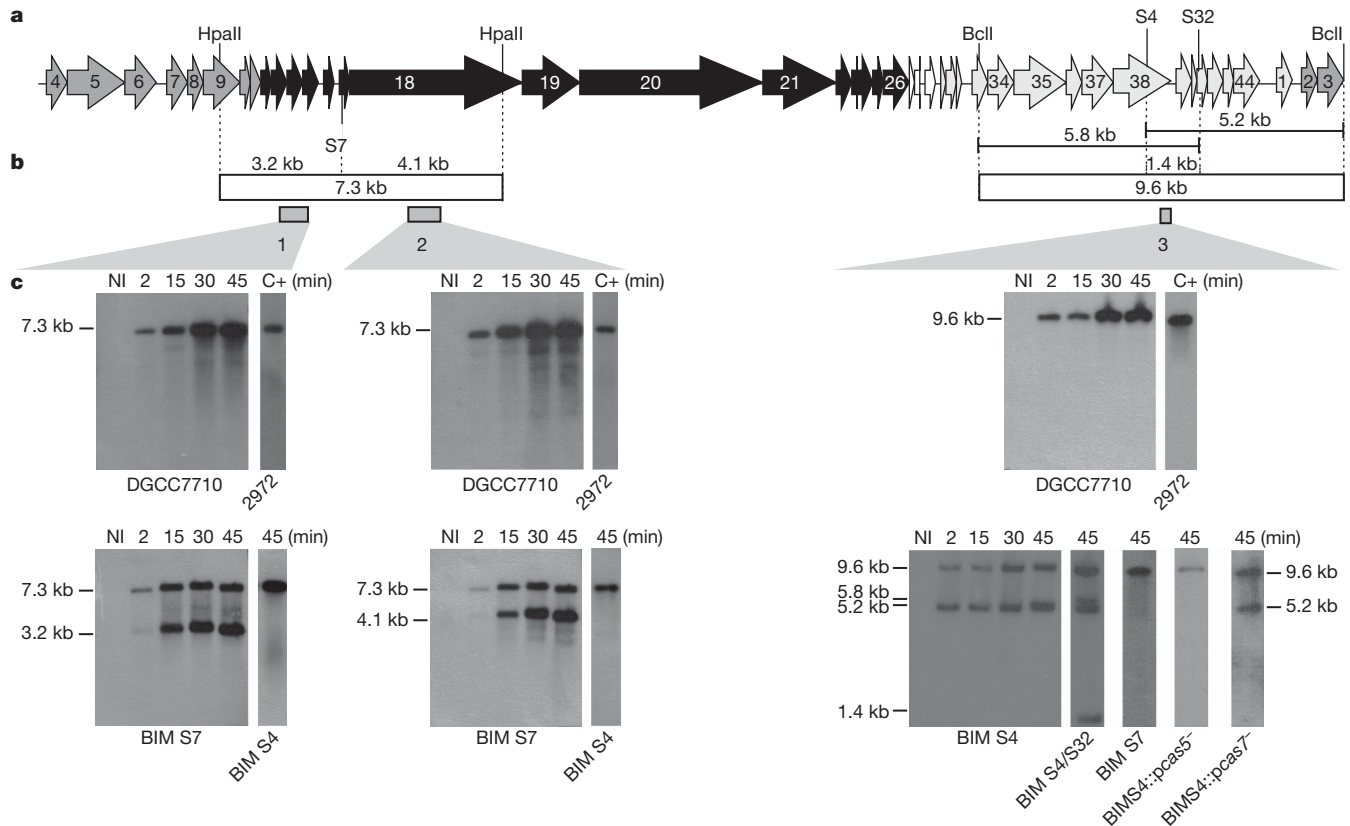 a
HpaII HpaII BclI S4 S32 BclI
4 5 6 7 8 9 18 19 20 21 26 34 35 37 38 44 1 2 3
S7
5.2 kb
5.8 kb
b
3.2 kb 4.1 kb 1.4 kb
7.3 kb 9.6 kb
1 2 3
c
NI 2 15 30 45 C+ (min)
7.3 kb
DGCC7710
2972
NI 2 15 30 45 C+ (min)
7.3 kb
DGCC7710
2972
NI 2 15 30 45 C+ (min)
9.6 kb
DGCC7710
2972
NI 2 15 30 45 45 (min)
7.3 kb
3.2 kb
BIM S7
BIM S4
NI 2 15 30 45 45 (min)
7.3 kb
4.1 kb
BIM S7
BIM S4
NI 2 15 30 45 45 45 45 45 (min)
9.6 kb 9.6 kb
5.8 kb
5.2 kb 5.2 kb
1.4 kb
BIM S4
BIM S4/S32
BIM S7
BIMS4::pcas5⁻
BIMS4::pcas7⁻